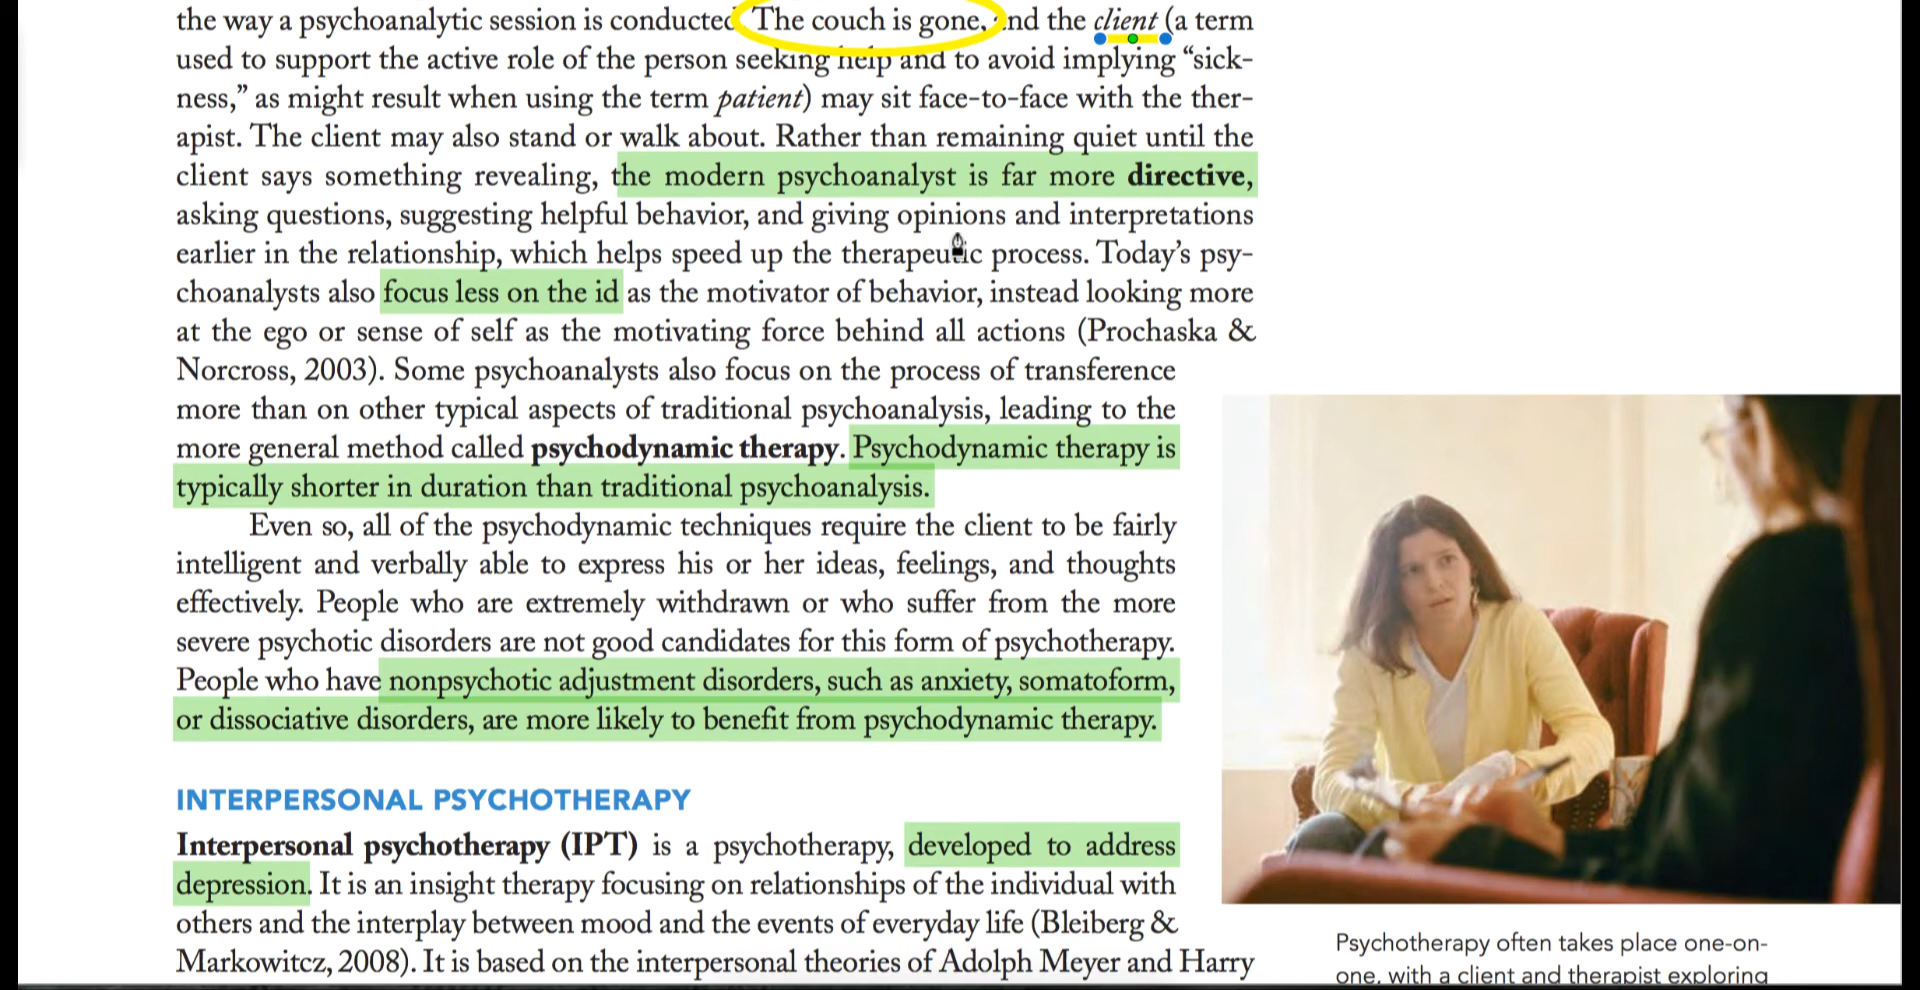 the way a psychoanalytic session is conducted. The couch is gone, and the client (a term
used to support the active role of the person seeking help and to avoid implying “sick-
ness,” as might result when using the term patient) may sit face-to-face with the ther-
apist. The client may also stand or walk about. Rather than remaining quiet until the
client says something revealing, the modern psychoanalyst is far more directive,
asking questions, suggesting helpful behavior, and giving opinions and interpretations
earlier in the relationship, which helps speed up the therapeutic process. Today’s psy-
choanalysts also focus less on the id as the motivator of behavior, instead looking more
at the ego or sense of self as the motivating force behind all actions (Prochaska &
Norcross, 2003). Some psychoanalysts also focus on the process of transference
more than on other typical aspects of traditional psychoanalysis, leading to the
more general method called psychodynamic therapy. Psychodynamic therapy is
typically shorter in duration than traditional psychoanalysis.
Even so, all of the psychodynamic techniques require the client to be fairly
intelligent and verbally able to express his or her ideas, feelings, and thoughts
effectively. People who are extremely withdrawn or who suffer from the more
severe psychotic disorders are not good candidates for this form of psychotherapy.
People who have nonpsychotic adjustment disorders, such as anxiety, somatoform,
or dissociative disorders, are more likely to benefit from psychodynamic therapy.
INTERPERSONAL PSYCHOTHERAPY
Interpersonal psychotherapy (IPT) is a psychotherapy, developed to address
depression. It is an insight therapy focusing on relationships of the individual with
others and the interplay between mood and the events of everyday life (Bleiberg &
Markowitcz, 2008). It is based on the interpersonal theories of Adolph Meyer and Harry
Psychotherapy often takes place one-on-
one, with a client and therapist exploring